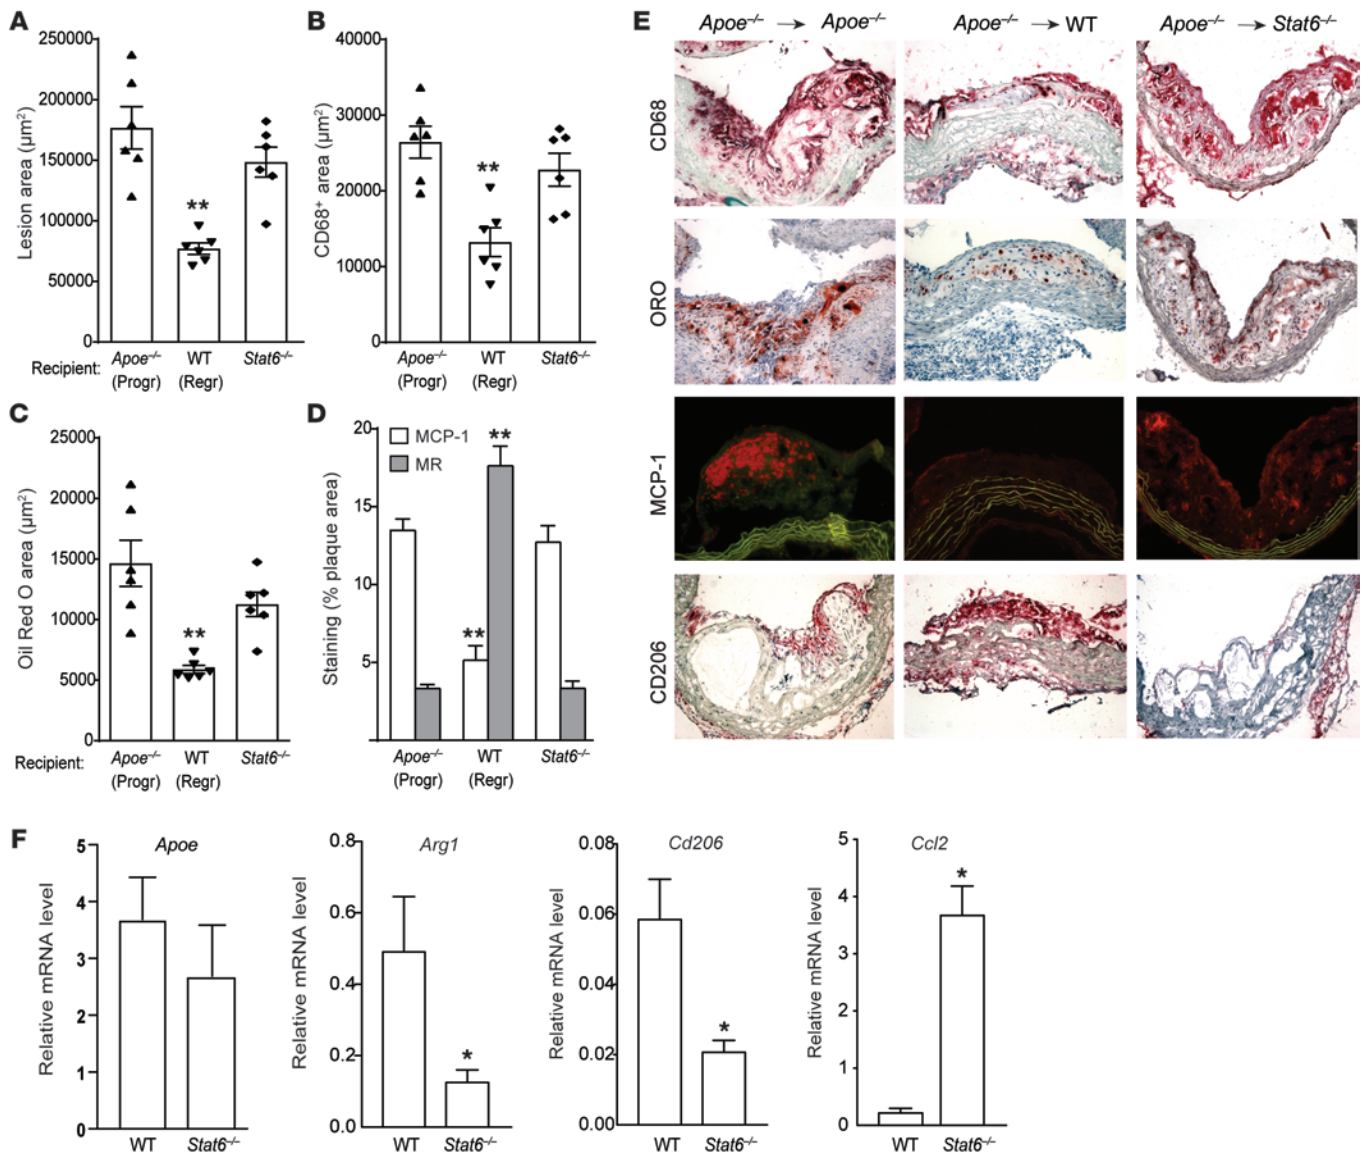 A
Lesion area (µm²)
250000
200000
150000
100000
50000
0
**
Recipient:
Apoe–/– WT Stat6–/–
(Progr) (Regr)
B
CD68+ area (µm²)
40000
30000
20000
10000
0
**
Apoe–/– WT Stat6–/–
(Progr) (Regr)
C
Oil Red O area (µm²)
25000
20000
15000
10000
5000
0
**
Recipient:
Apoe–/– WT Stat6–/–
(Progr) (Regr)
D
Staining (% plaque area)
20
15
10
5
MCP-1
MR
**
**
Apoe–/– WT Stat6–/–
(Progr) (Regr)
E
Apoe–/– → Apoe–/–
Apoe–/– → WT
Apoe–/– → Stat6–/–
CD68
ORO
MCP-1
CD206
F
Apoe
Relative mRNA level
5
4
3
2
1
0
WT Stat6–/–
Arg1
Relative mRNA level
0.8
0.6
0.4
0.2
0.0
*
WT Stat6–/–
Cd206
Relative mRNA level
0.08
0.06
0.04
0.02
0.00
*
WT Stat6–/–
Ccl2
Relative mRNA level
5
4
3
2
1
0
*
WT Stat6–/–